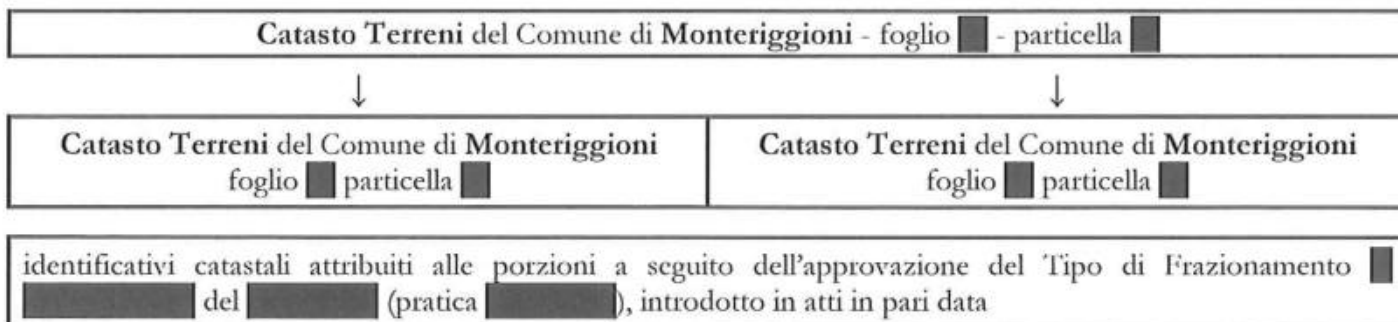 Catasto Terreni del Comune di Monteriggioni - foglio - particella
↓ ↓
Catasto Terreni del Comune di Monteriggioni
foglio particella
Catasto Terreni del Comune di Monteriggioni
foglio particella
identificativi catastali attribuiti alle porzioni a seguito dell'approvazione del Tipo di Frazionamento
del (pratica ), introdotto in atti in pari data